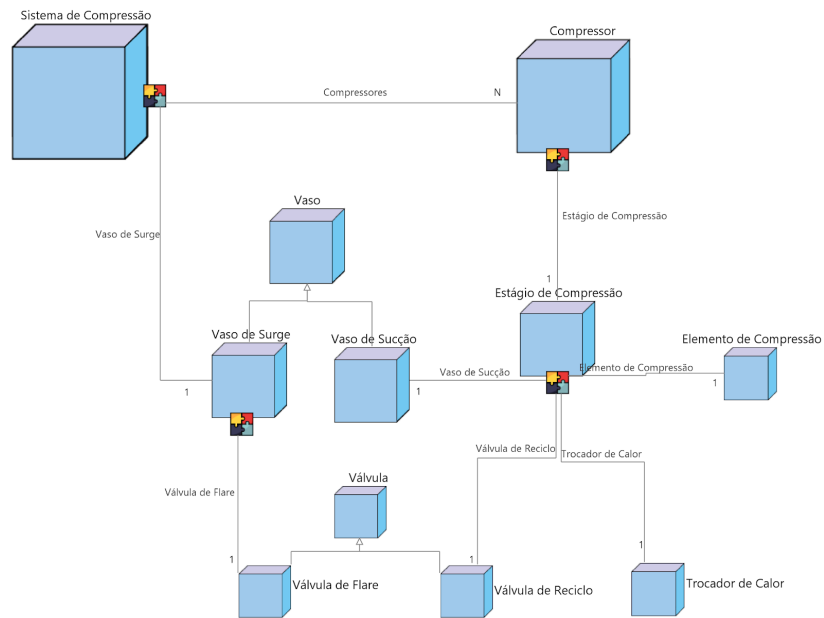 Sistema de Compressão
Compressor
Compressores
N
Vaso
Estágio de Compressão
Vaso de Surge
1
Estágio de Compressão
Vaso de Surge
Vaso de Sucção
Elemento de Compressão
Vaso de Sucção
Elemento de Compressão
1
1
1
Válvula de Reciclo
Trocador de Calor
Válvula
Válvula de Flare
1
1
1
Válvula de Flare
Válvula de Reciclo
Trocador de Calor